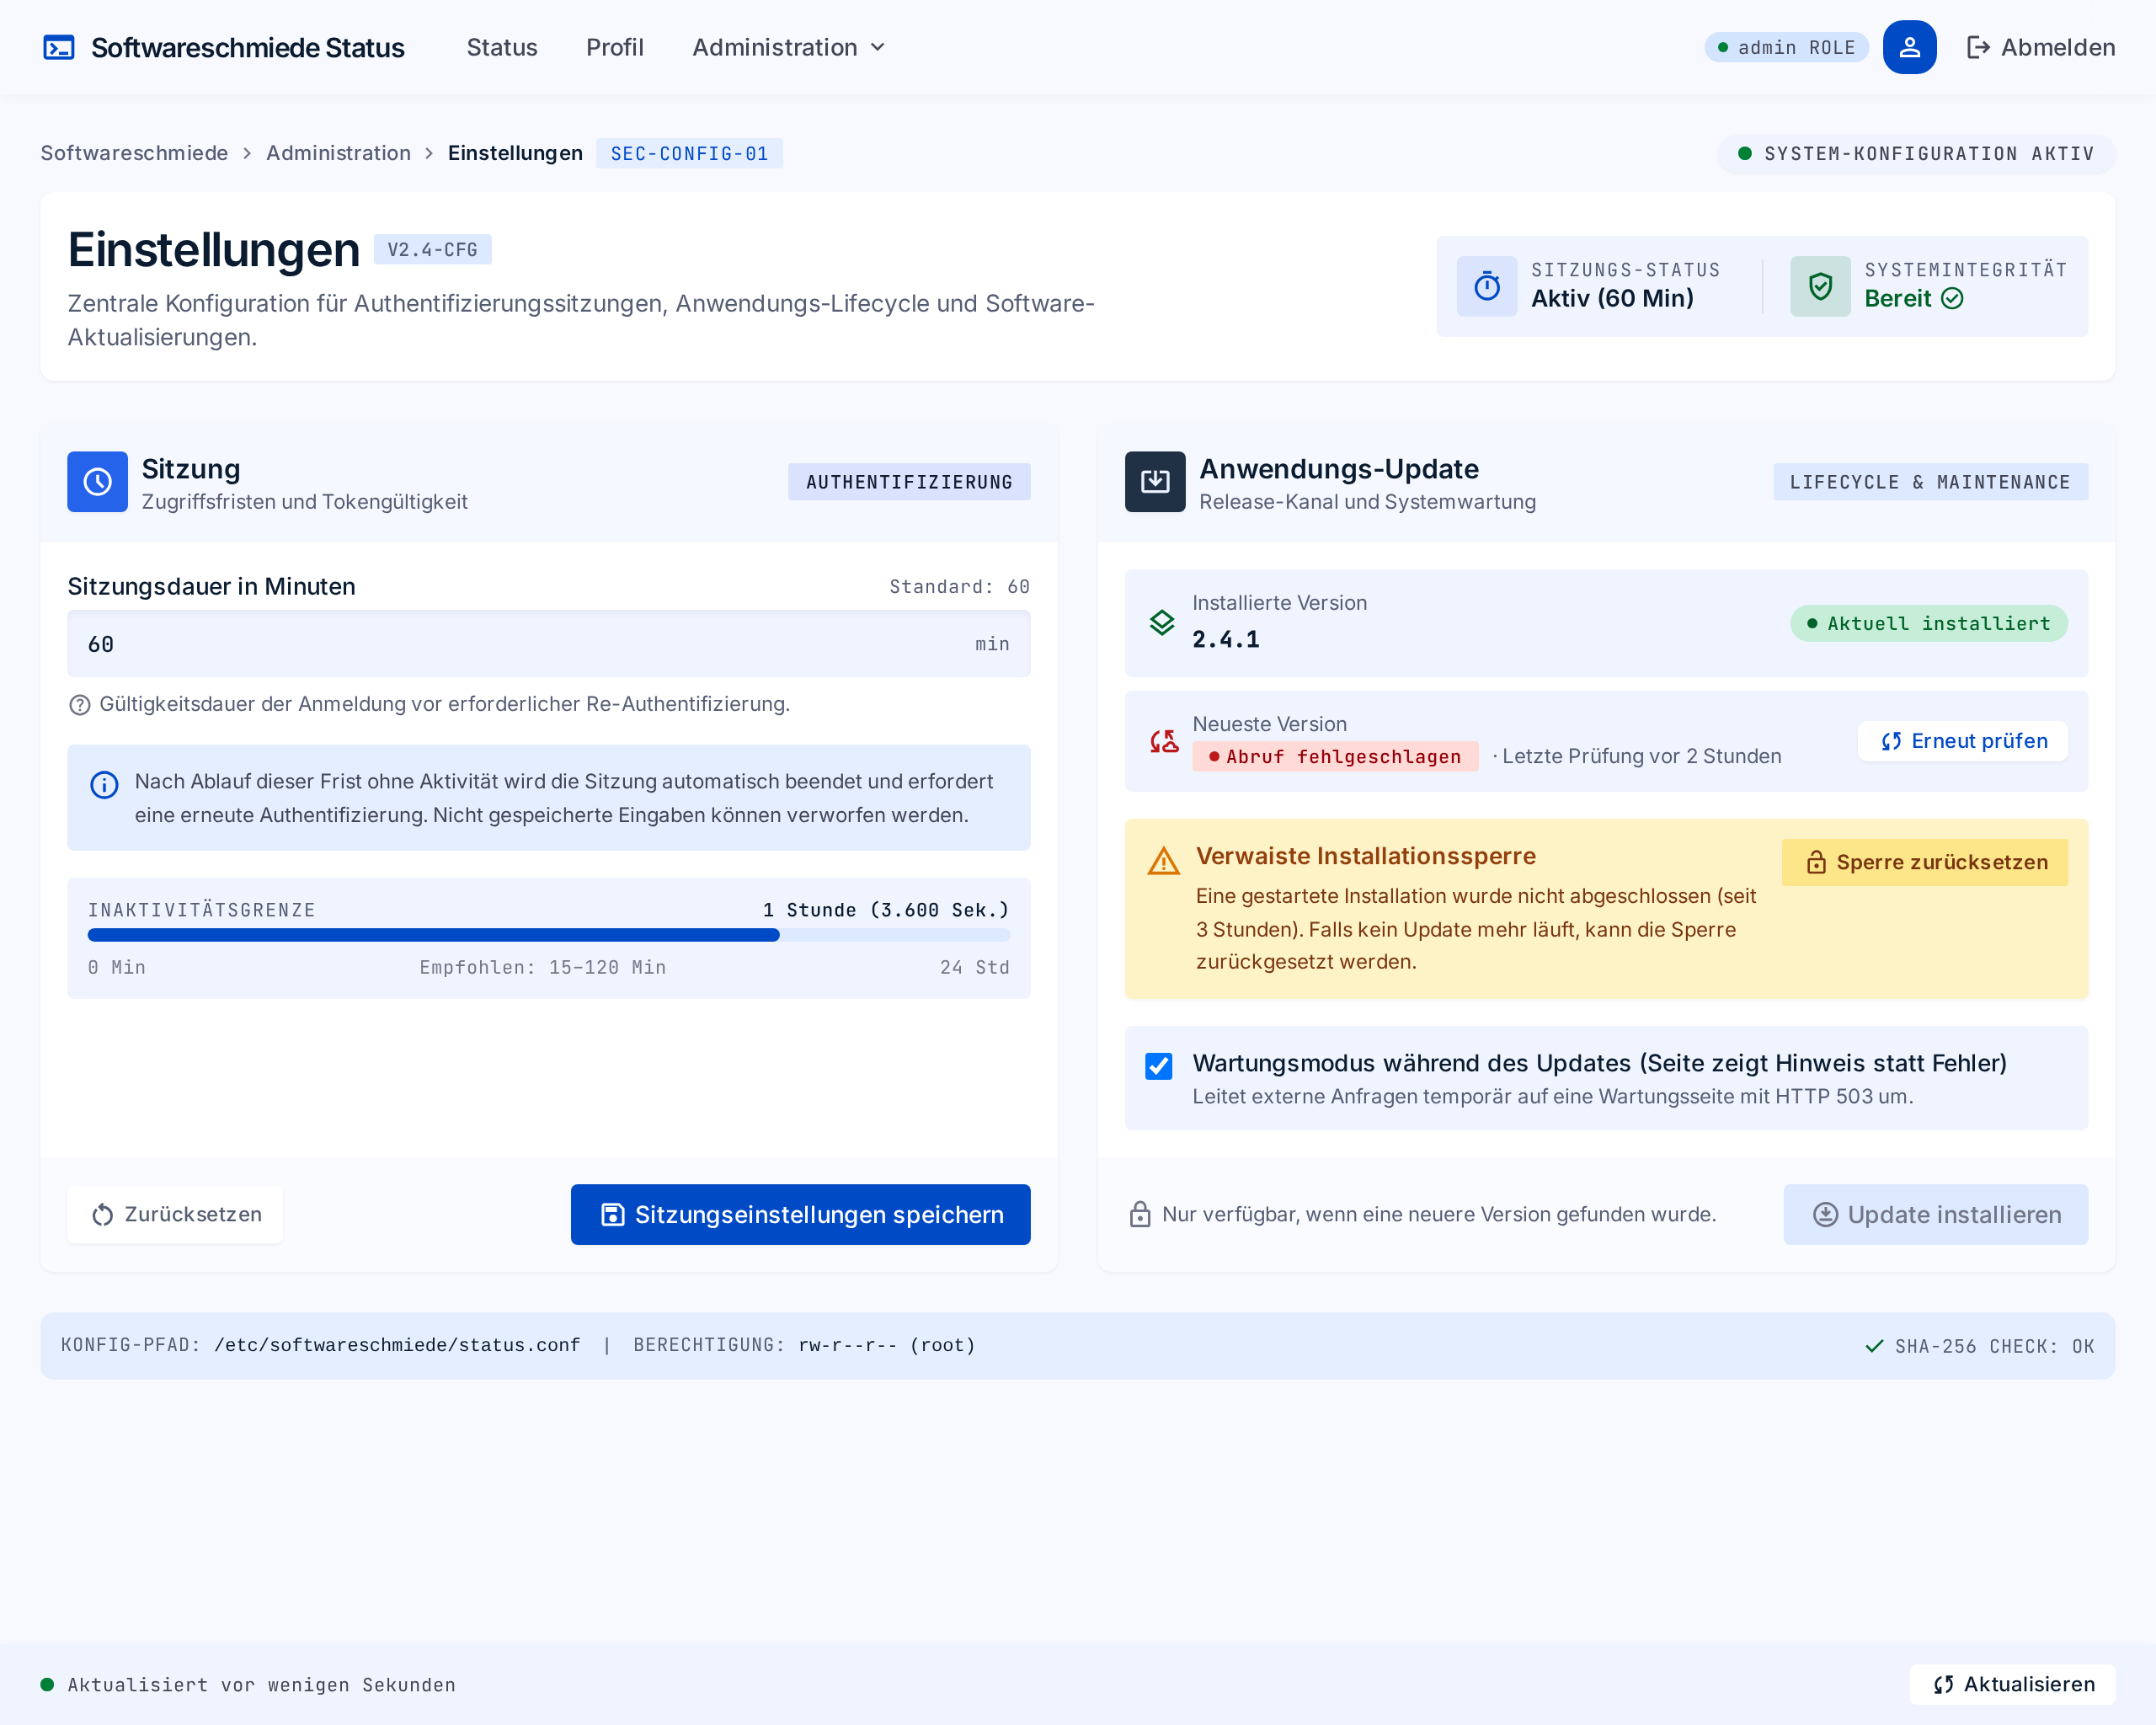 Softwareschmiede Status
Status
Profil
Administration
admin ROLE
Abmelden
Softwareschmiede
Administration
Einstellungen
SEC-CONFIG-01
SYSTEM-KONFIGURATION AKTIV
Einstellungen
V2.4-CFG
Zentrale Konfiguration für Authentifizierungssitzungen, Anwendungs-Lifecycle und Software-
Aktualisierungen.
SITZUNGS-STATUS
Aktiv (60 Min)
SYSTEMINTEGRITÄT
Bereit
Sitzung
Zugriffsfristen und Tokengültigkeit
AUTHENTIFIZIERUNG
Sitzungsdauer in Minuten
Standard: 60
60
min
Gültigkeitsdauer der Anmeldung vor erforderlicher Re-Authentifizierung.
Nach Ablauf dieser Frist ohne Aktivität wird die Sitzung automatisch beendet und erfordert
eine erneute Authentifizierung. Nicht gespeicherte Eingaben können verworfen werden.
INAKTIVITÄTSGRENZE
1 Stunde (3.600 Sek.)
0 Min
Empfohlen: 15–120 Min
24 Std
Zurücksetzen
Sitzungseinstellungen speichern
Anwendungs-Update
Release-Kanal und Systemwartung
LIFECYCLE & MAINTENANCE
Installierte Version
2.4.1
Aktuell installiert
Neueste Version
Abruf fehlgeschlagen
· Letzte Prüfung vor 2 Stunden
Erneut prüfen
Verwaiste Installationssperre
Eine gestartete Installation wurde nicht abgeschlossen (seit
3 Stunden). Falls kein Update mehr läuft, kann die Sperre
zurückgesetzt werden.
Sperre zurücksetzen
Wartungsmodus während des Updates (Seite zeigt Hinweis statt Fehler)
Leitet externe Anfragen temporär auf eine Wartungsseite mit HTTP 503 um.
Nur verfügbar, wenn eine neuere Version gefunden wurde.
Update installieren
KONFIG-PFAD: /etc/softwareschmiede/status.conf | BERECHTIGUNG: rw-r--r-- (root)
SHA-256 CHECK: OK
Aktualisiert vor wenigen Sekunden
Aktualisieren